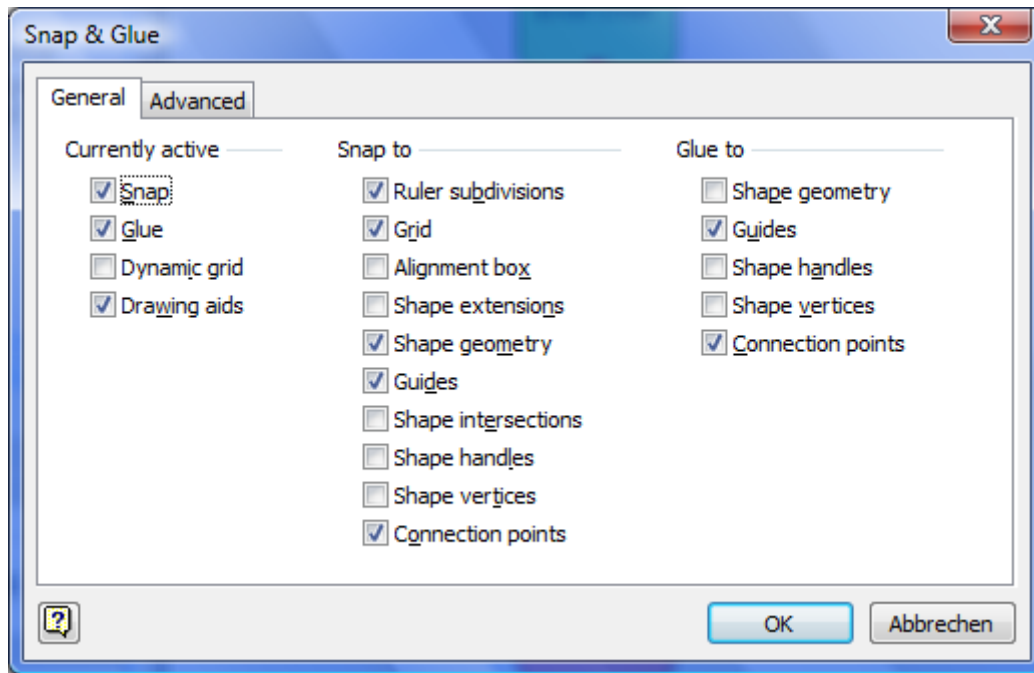 Snap & Glue
General Advanced
Currently active
Snap
Glue
Dynamic grid
Drawing aids
Snap to
Ruler subdivisions
Grid
Alignment box
Shape extensions
Shape geometry
Guides
Shape intersections
Shape handles
Shape vertices
Connection points
Glue to
Shape geometry
Guides
Shape handles
Shape vertices
Connection points
?
OK Abbrechen